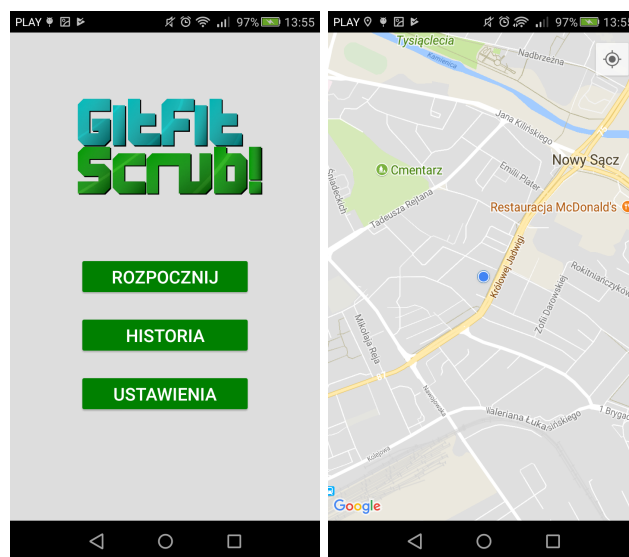 PLAY
97%
13:55
GitFit
Scrub!
ROZPOCZNIJ
HISTORIA
USTAWIENIA
PLAY
97%
13:55
Tysiąclecia
Kamienica
Nadbrzeżna
Jana Kilińskiego
Nowy Sącz
Cmentarz
Emilii Plater
Śniadeckich
Tadeusza Rejtana
Restauracja McDonald's
Królowej Jadwigi
Rokitniańczyków
Zofii Darowskiej
Mikołaja Reja
Nawojowska
Waleriana Łukasińskiego
1 Brygady
Kolejowa
Google